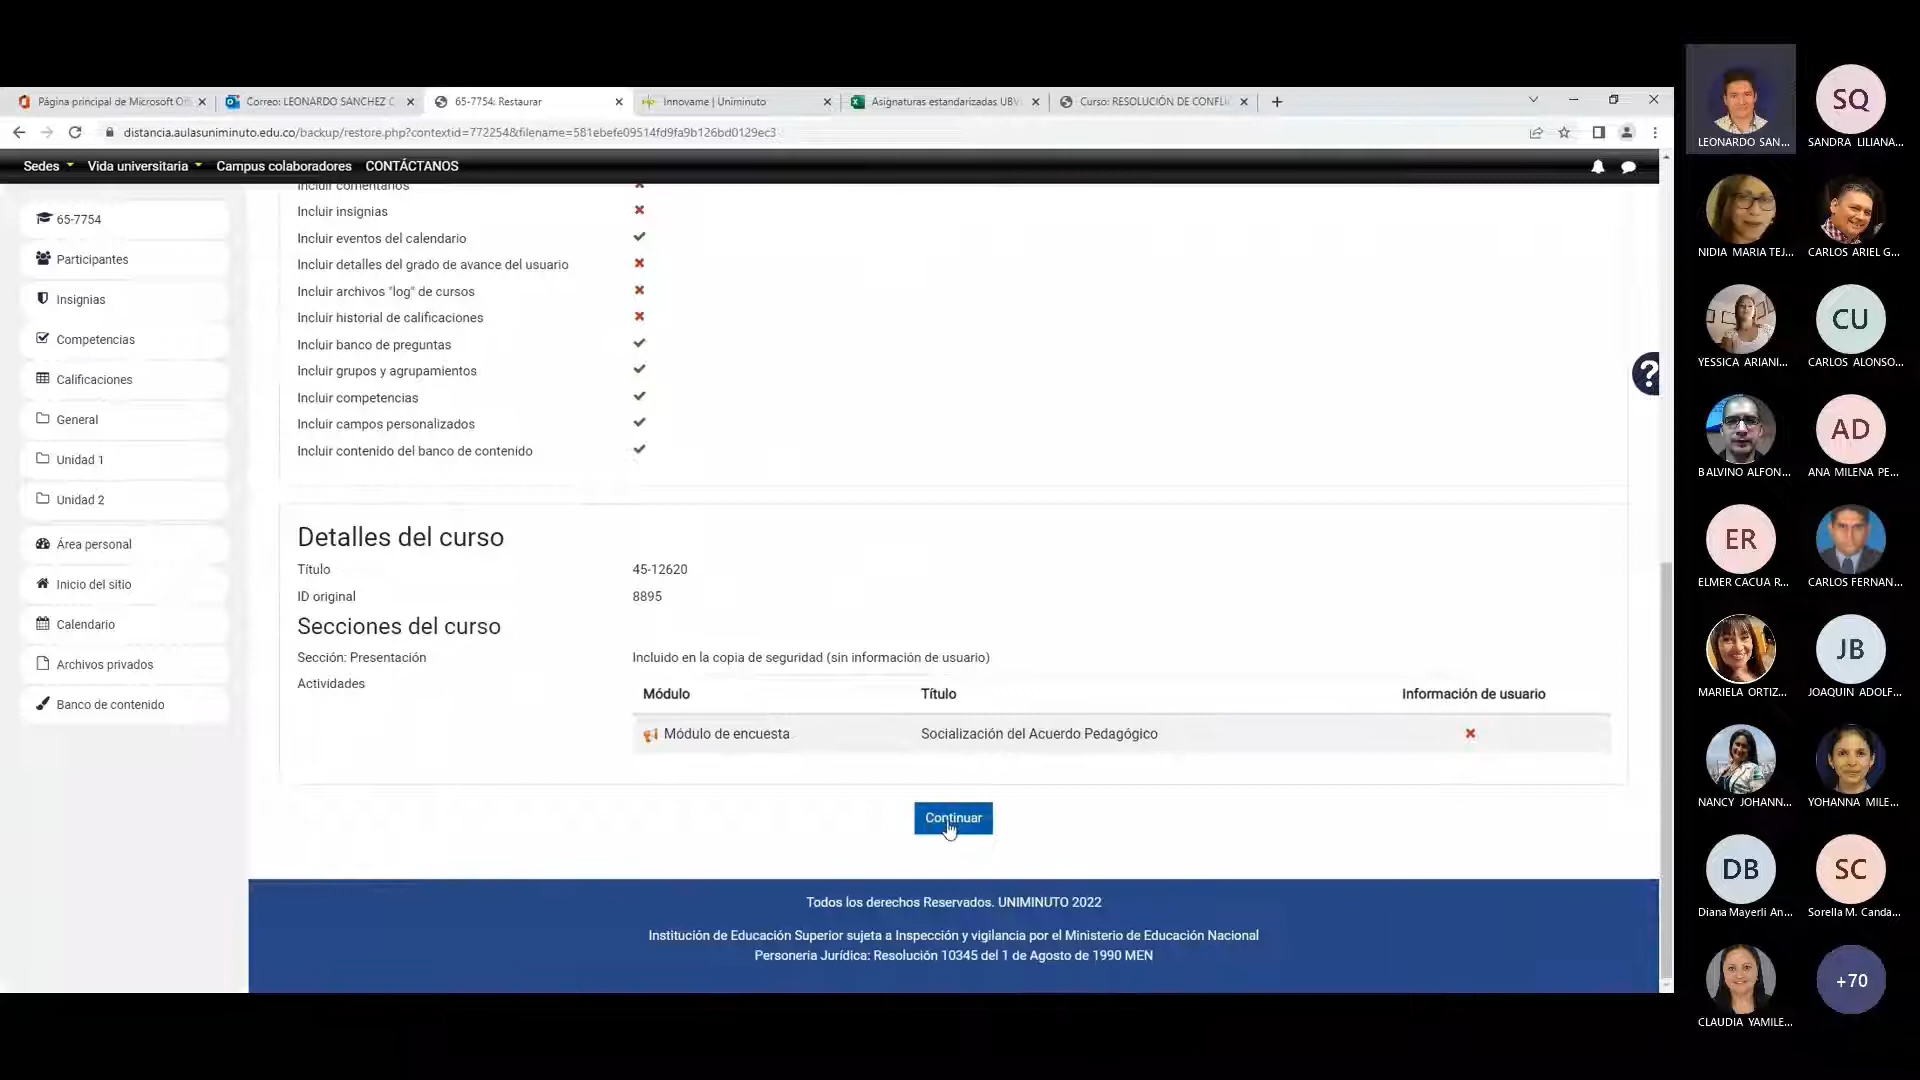 Página principal de Microsoft Of
Correo: LEONARDO SANCHEZ C
65-7754: Restaurar
Innovame | Uniminuto
Asignaturas estandarizadas UBV
Curso: RESOLUCIÓN DE CONFLI
distancia.aulasuniminuto.edu.co/backup/restore.php?contextid=772254&filename=581ebefe09514fd9fa9b126bd0129ec3
Sedes
Vida universitaria
Campus colaboradores
CONTÁCTANOS
65-7754
Participantes
Insignias
Competencias
Calificaciones
General
Unidad 1
Unidad 2
Área personal
Inicio del sitio
Calendario
Archivos privados
Banco de contenido
Incluir comentarios
Incluir insignias
Incluir eventos del calendario
Incluir detalles del grado de avance del usuario
Incluir archivos "log" de cursos
Incluir historial de calificaciones
Incluir banco de preguntas
Incluir grupos y agrupamientos
Incluir competencias
Incluir campos personalizados
Incluir contenido del banco de contenido
?
Detalles del curso
Título 45-12620
ID original 8895
Secciones del curso
Sección: Presentación Incluido en la copia de seguridad (sin información de usuario)
Actividades
Módulo Título Información de usuario
Módulo de encuesta Socialización del Acuerdo Pedagógico
Continuar
Todos los derechos Reservados. UNIMINUTO 2022
Institución de Educación Superior sujeta a Inspección y vigilancia por el Ministerio de Educación Nacional
Personeria Jurídica: Resolución 10345 del 1 de Agosto de 1990 MEN
LEONARDO SAN...
SQ
SANDRA LILIANA...
NIDIA MARIA TEJ...
CARLOS ARIEL G...
YESSICA ARIANI...
CU
CARLOS ALONSO...
BALVINO ALFON...
AD
ANA MILENA PE...
ER
ELMER CACUA R...
CARLOS FERNAN...
MARIELA ORTIZ...
JB
JOAQUIN ADOLF...
NANCY JOHANN...
YOHANNA MILE...
DB
Diana Mayerli An...
SC
Sorella M. Canda...
CLAUDIA YAMILE...
+70